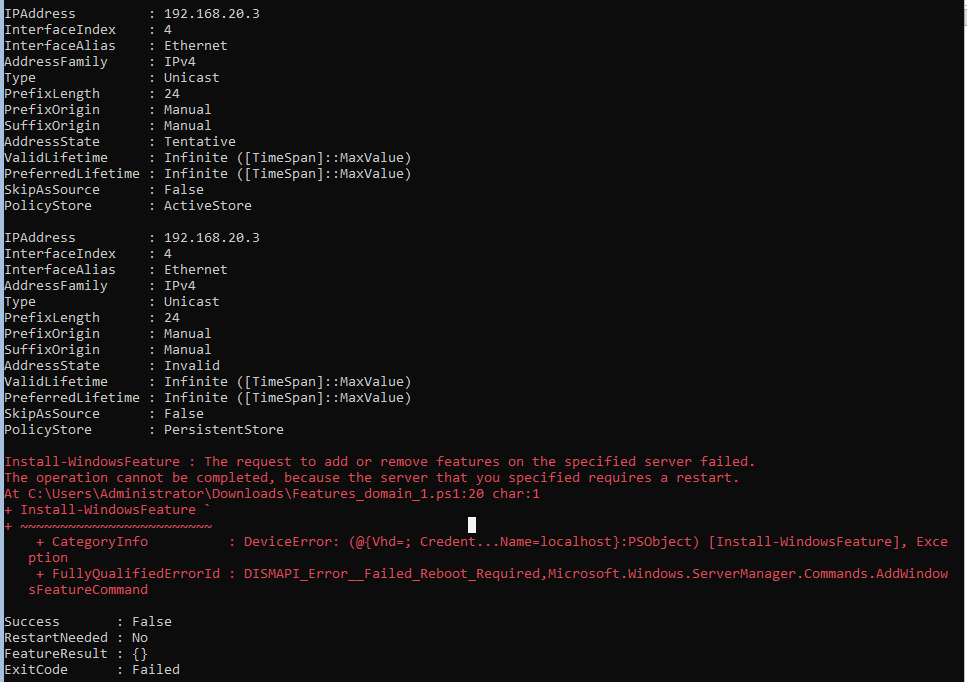 IPAddress         : 192.168.20.3
InterfaceIndex    : 4
InterfaceAlias    : Ethernet
AddressFamily     : IPv4
Type              : Unicast
PrefixLength      : 24
PrefixOrigin      : Manual
SuffixOrigin      : Manual
AddressState      : Tentative
ValidLifetime     : Infinite ([TimeSpan]::MaxValue)
PreferredLifetime : Infinite ([TimeSpan]::MaxValue)
SkipAsSource      : False
PolicyStore       : ActiveStore

IPAddress         : 192.168.20.3
InterfaceIndex    : 4
InterfaceAlias    : Ethernet
AddressFamily     : IPv4
Type              : Unicast
PrefixLength      : 24
PrefixOrigin      : Manual
SuffixOrigin      : Manual
AddressState      : Invalid
ValidLifetime     : Infinite ([TimeSpan]::MaxValue)
PreferredLifetime : Infinite ([TimeSpan]::MaxValue)
SkipAsSource      : False
PolicyStore       : PersistentStore

Install-WindowsFeature : The request to add or remove features on the specified server failed.
The operation cannot be completed, because the server that you specified requires a restart.
At C:\Users\Administrator\Downloads\Features_domain_1.ps1:20 char:1
+ Install-WindowsFeature `
+ ~~~~~~~~~~~~~~~~~~~~~~~~
    + CategoryInfo          : DeviceError: (@{Vhd=; Credent...Name=localhost}:PSObject) [Install-WindowsFeature], Exce
   ption
    + FullyQualifiedErrorId : DISMAPI_Error__Failed_Reboot_Required,Microsoft.Windows.ServerManager.Commands.AddWindow
   sFeatureCommand

Success       : False
RestartNeeded : No
FeatureResult : {}
ExitCode      : Failed